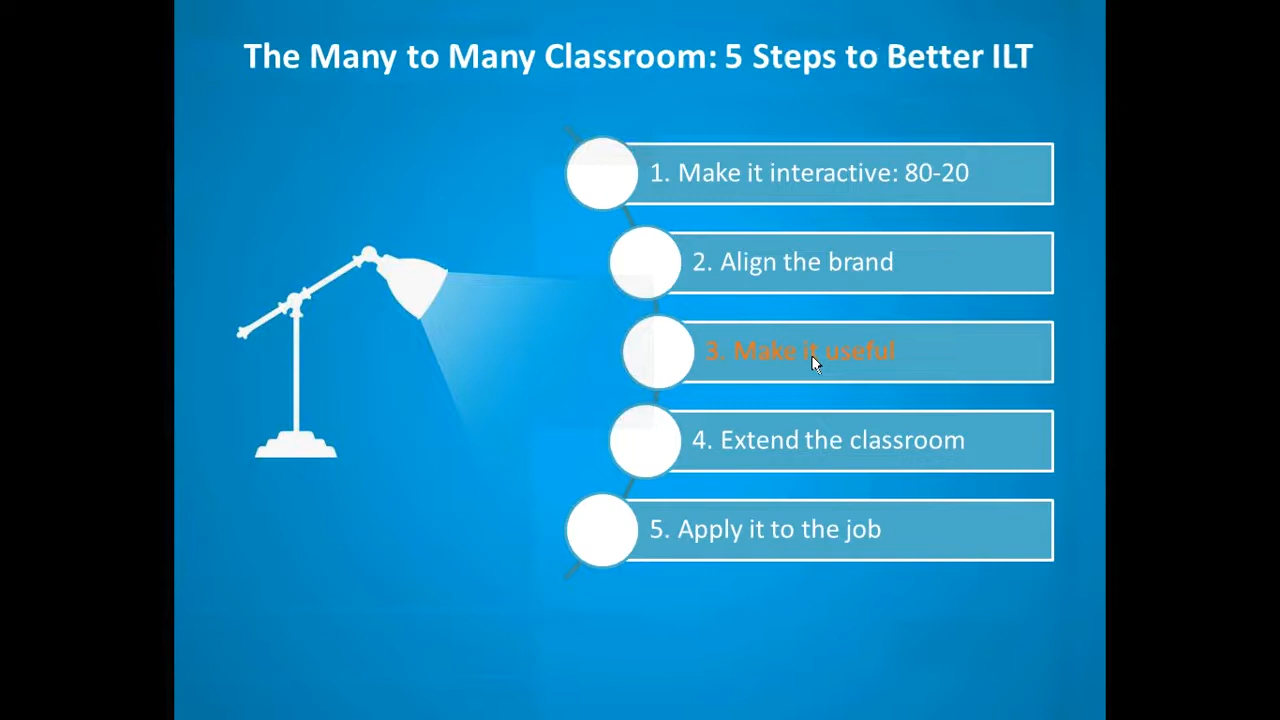 The Many to Many Classroom: 5 Steps to Better ILT
1. Make it interactive: 80-20
2. Align the brand
3. Make it useful
4. Extend the classroom
5. Apply it to the job